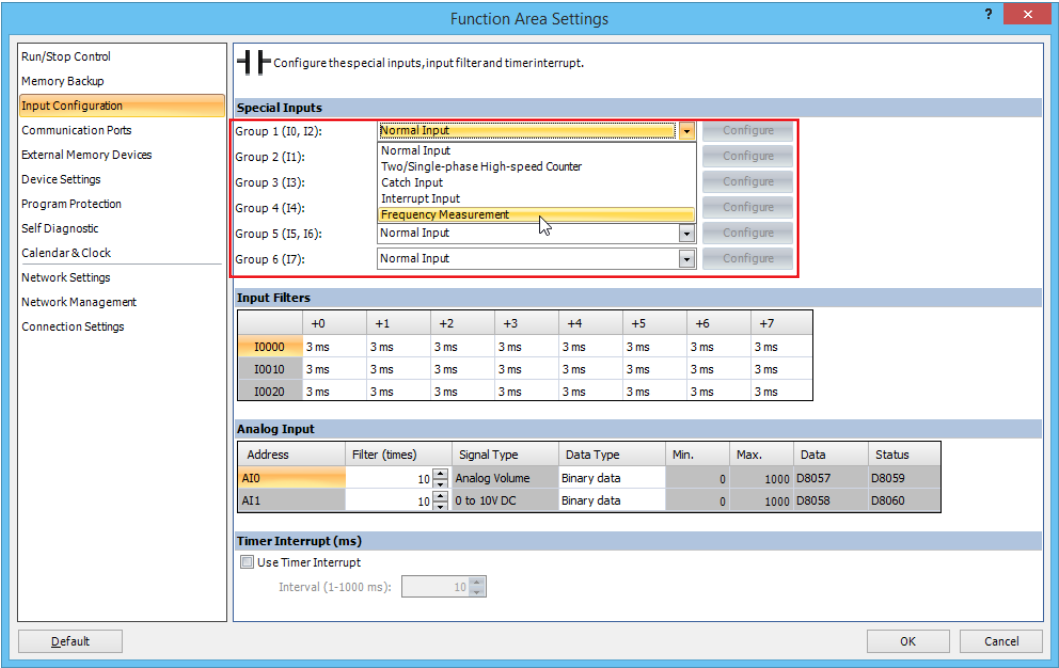 Function Area Settings
?
Run/Stop Control
Memory Backup
Input Configuration
Communication Ports
External Memory Devices
Device Settings
Program Protection
Self Diagnostic
Calendar & Clock
Network Settings
Network Management
Connection Settings
Configure the special inputs, input filter and timer interrupt.
Special Inputs
Group 1 (I0, I2): Normal Input Configure
Group 2 (I1): Configure
Group 3 (I3): Configure
Group 4 (I4): Configure
Normal Input
Two/Single-phase High-speed Counter
Catch Input
Interrupt Input
Frequency Measurement
Group 5 (I5, I6): Normal Input Configure
Group 6 (I7): Normal Input Configure
Input Filters
+0 +1 +2 +3 +4 +5 +6 +7
I0000 3 ms 3 ms 3 ms 3 ms 3 ms 3 ms 3 ms 3 ms
I0010 3 ms 3 ms 3 ms 3 ms 3 ms 3 ms 3 ms 3 ms
I0020 3 ms 3 ms 3 ms 3 ms 3 ms 3 ms 3 ms 3 ms
Analog Input
Address Filter (times) Signal Type Data Type Min. Max. Data Status
AI0 10 Analog Volume Binary data 0 1000 D8057 D8059
AI1 10 0 to 10V DC Binary data 0 1000 D8058 D8060
Timer Interrupt (ms)
Use Timer Interrupt
Interval (1-1000 ms): 10
Default OK Cancel